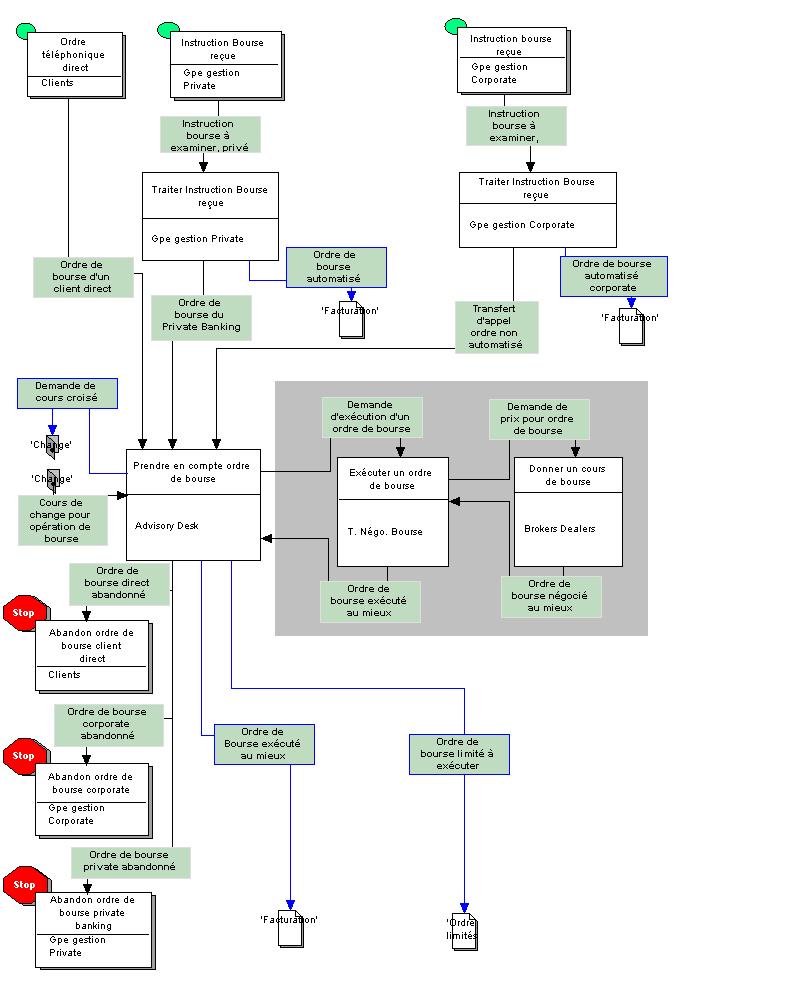 Ordre
téléphonique
direct
Clients
Instruction Bourse
reçue
Gpe gestion
Private
Instruction bourse
reçue
Gpe gestion
Corporate
Instruction
bourse à
examiner, privé
Instruction
bourse à
examiner,
Traiter Instruction Bourse
reçue
Gpe gestion Private
Traiter Instruction Bourse
reçue
Gpe gestion Corporate
Ordre de
bourse d'un
client direct
Ordre de
bourse
automatisé
Ordre de bourse
automatisé
corporate
Ordre de
bourse du
Private Banking
'Facturation'
Transfert
d'appel
ordre non
automatisé
'Facturation'
Demande de
cours croisé
'Change'
'Change'
Cours de
change pour
opération de
bourse
Prendre en compte ordre
de bourse
Advisory Desk
Demande
d'exécution d'un
ordre de bourse
Demande de
prix pour ordre
de bourse
Exécuter un ordre
de bourse
T. Négo. Bourse
Donner un cours
de bourse
Brokers Dealers
Ordre de
bourse exécuté
au mieux
Ordre de
bourse négocié
au mieux
Ordre de
bourse direct
abandonné
Stop
Abandon ordre de
bourse client
direct
Clients
Ordre de bourse
corporate
abandonné
Stop
Abandon ordre de
bourse corporate
Gpe gestion
Corporate
Ordre de
Bourse exécuté
au mieux
Ordre de
bourse limité à
exécuter
Ordre de bourse
private abandonné
Stop
Abandon ordre de
bourse private
banking
Gpe gestion
Private
'Facturation'
'Ordre
limités